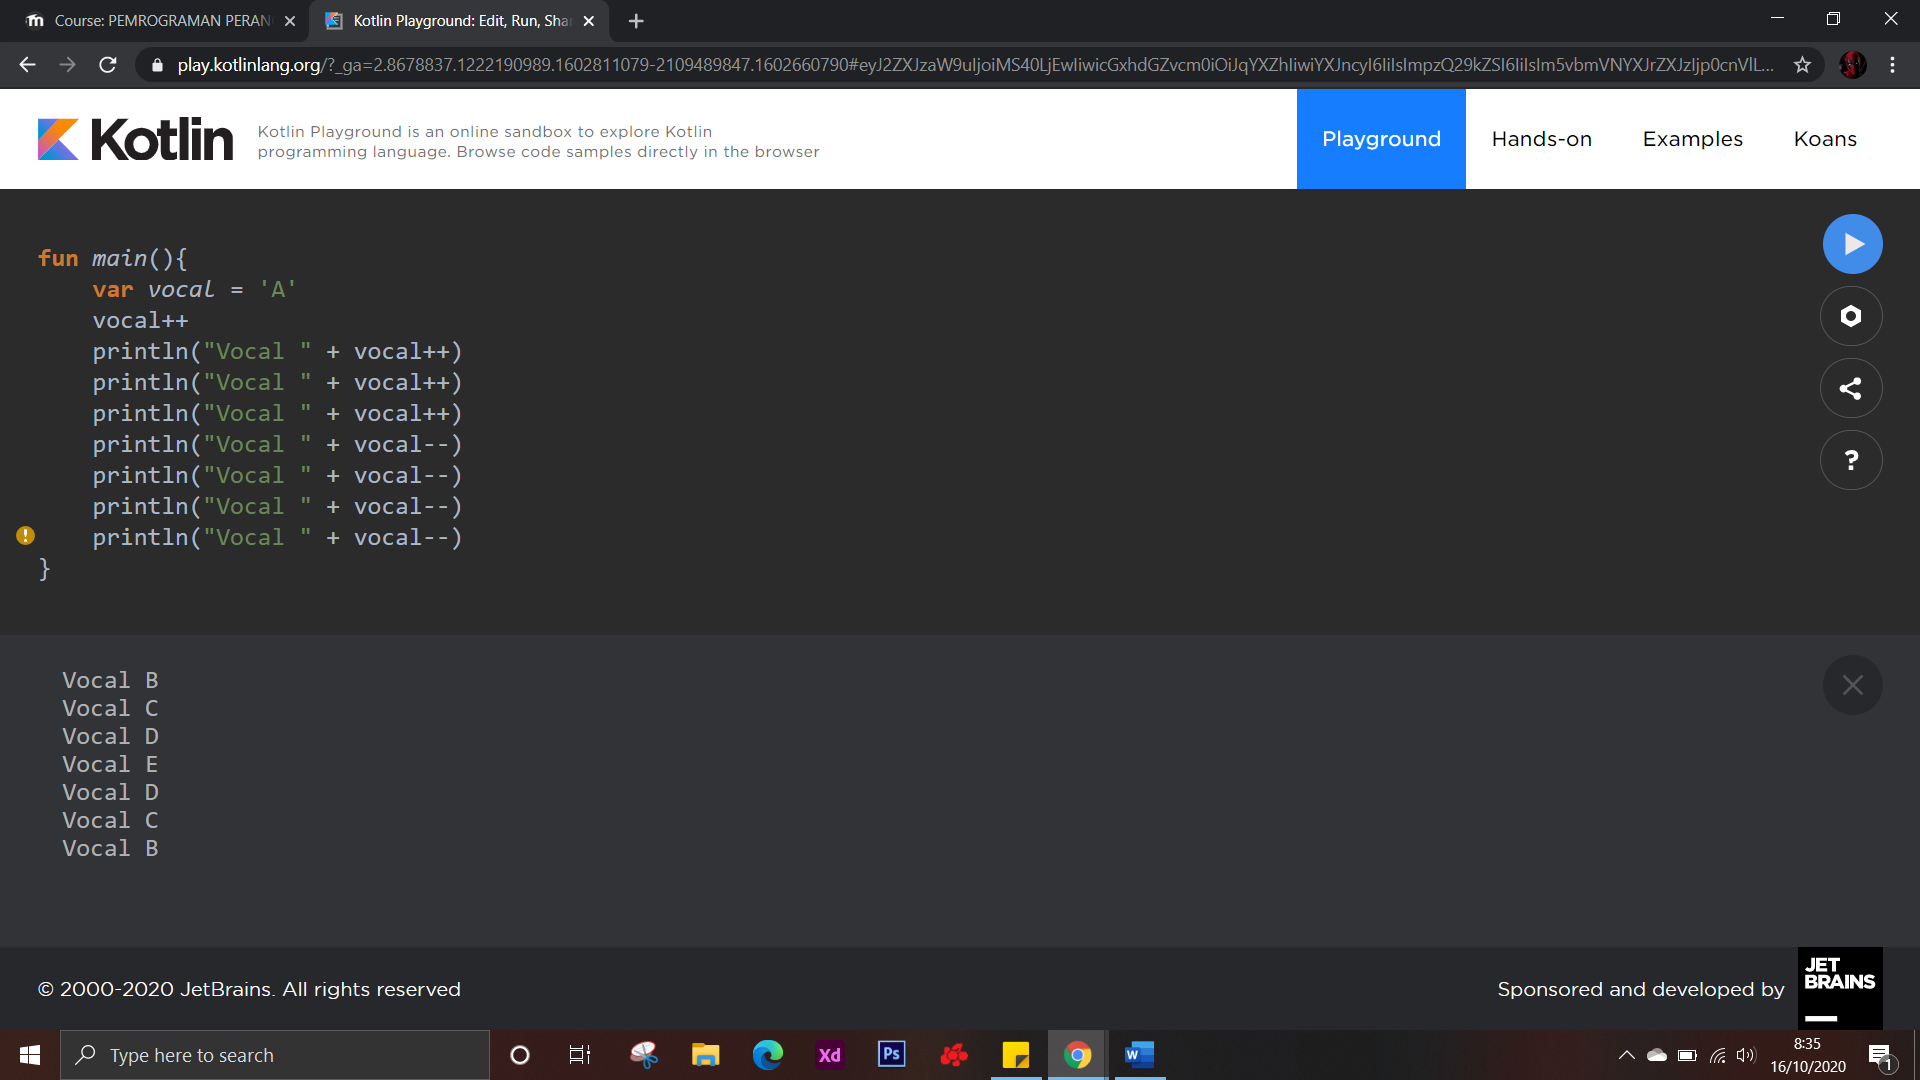 Course: PEMROGRAMAN PERAN
Kotlin Playground: Edit, Run, Shar
play.kotlinlang.org/?_ga=2.8678837.1222190989.1602811079-2109489847.1602660790#eyJ2ZXJzaW9uIjoiMS40LjEwIiwicGxhdGZvcm0iOiJqYXZhIiwiYXJncyI6IiIsImpzQ29kZSI6IiIsIm5vbmVNYXJrZXJzIjp0cnVlL...
Kotlin
Kotlin Playground is an online sandbox to explore Kotlin
programming language. Browse code samples directly in the browser
Playground
Hands-on
Examples
Koans
fun main(){
var vocal = 'A'
vocal++
println("Vocal " + vocal++)
println("Vocal " + vocal++)
println("Vocal " + vocal++)
println("Vocal " + vocal--)
println("Vocal " + vocal--)
println("Vocal " + vocal--)
println("Vocal " + vocal--)
}
Vocal B
Vocal C
Vocal D
Vocal E
Vocal D
Vocal C
Vocal B
© 2000-2020 JetBrains. All rights reserved
Sponsored and developed by
JET
BRAINS
Type here to search
Xd
Ps
W
8:35
16/10/2020
1